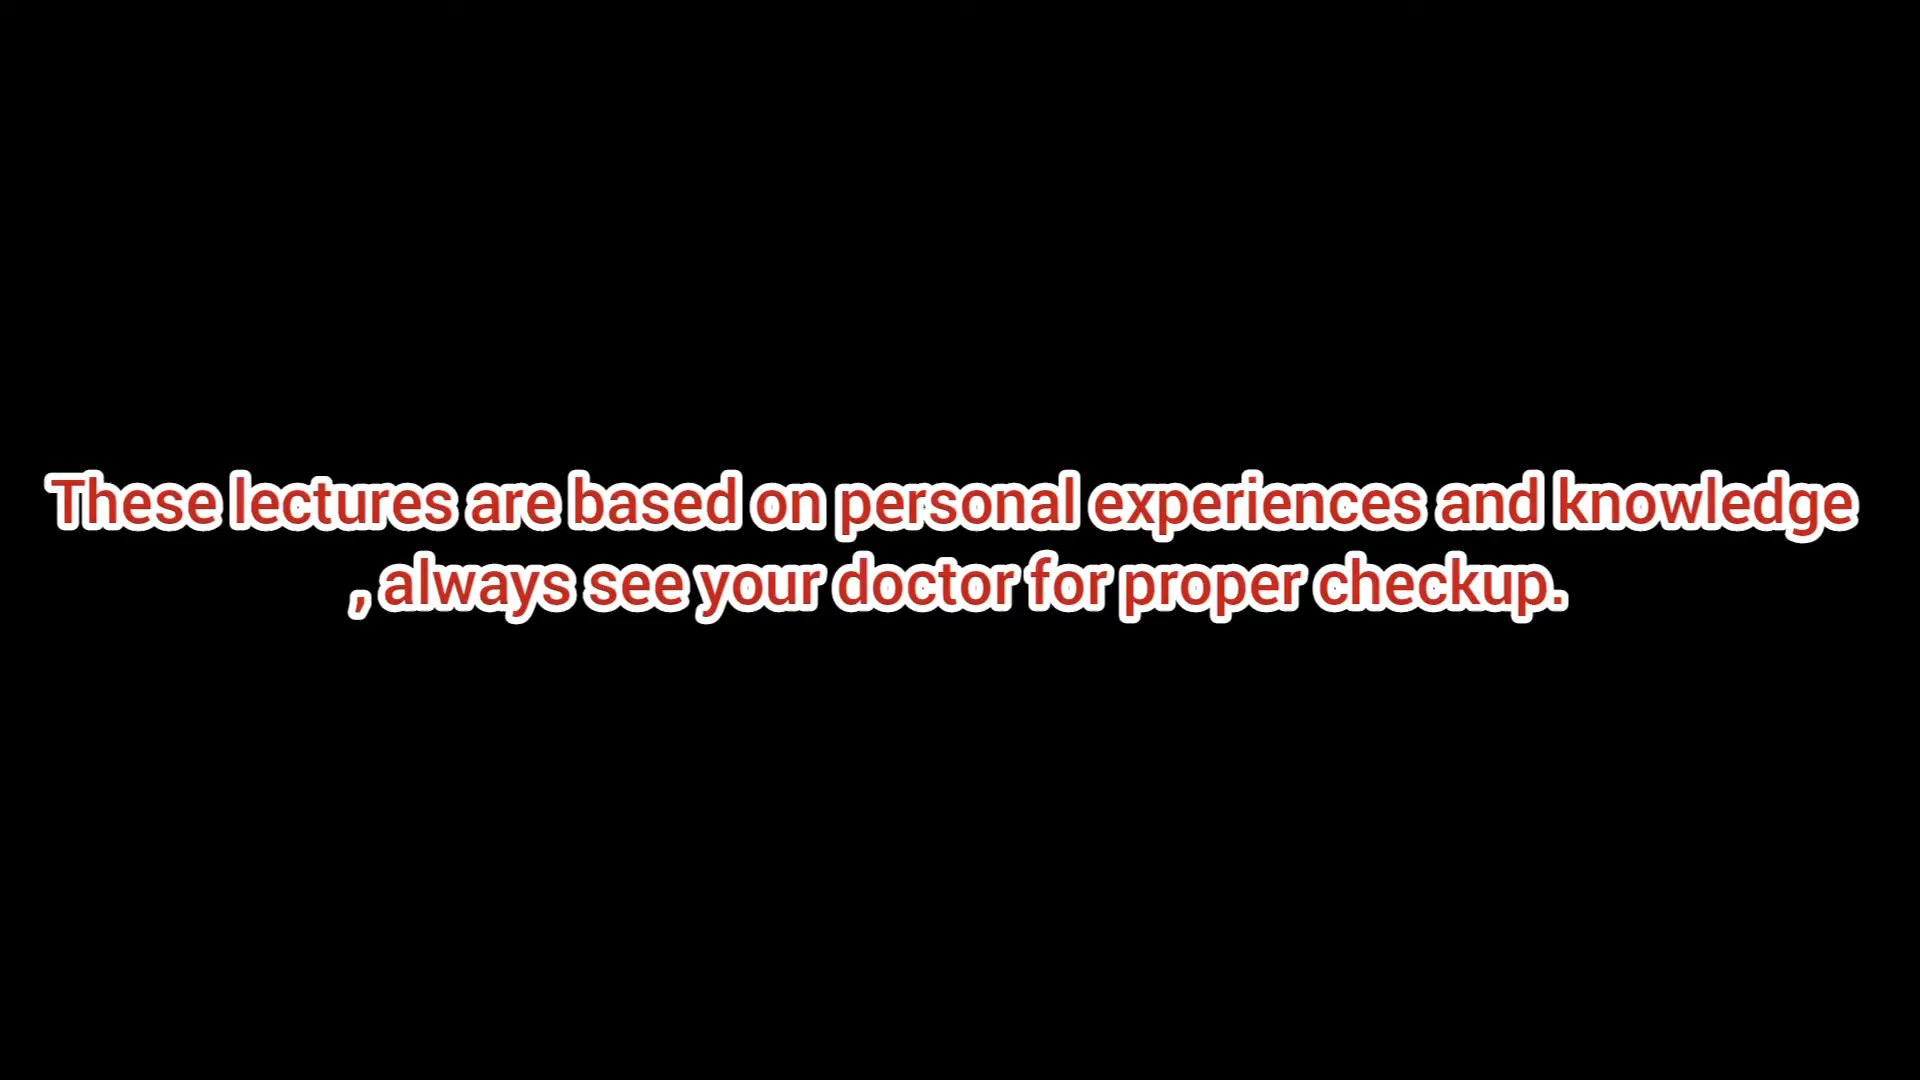 These lectures are based on personal experiences and knowledge
, always see your doctor for proper checkup.